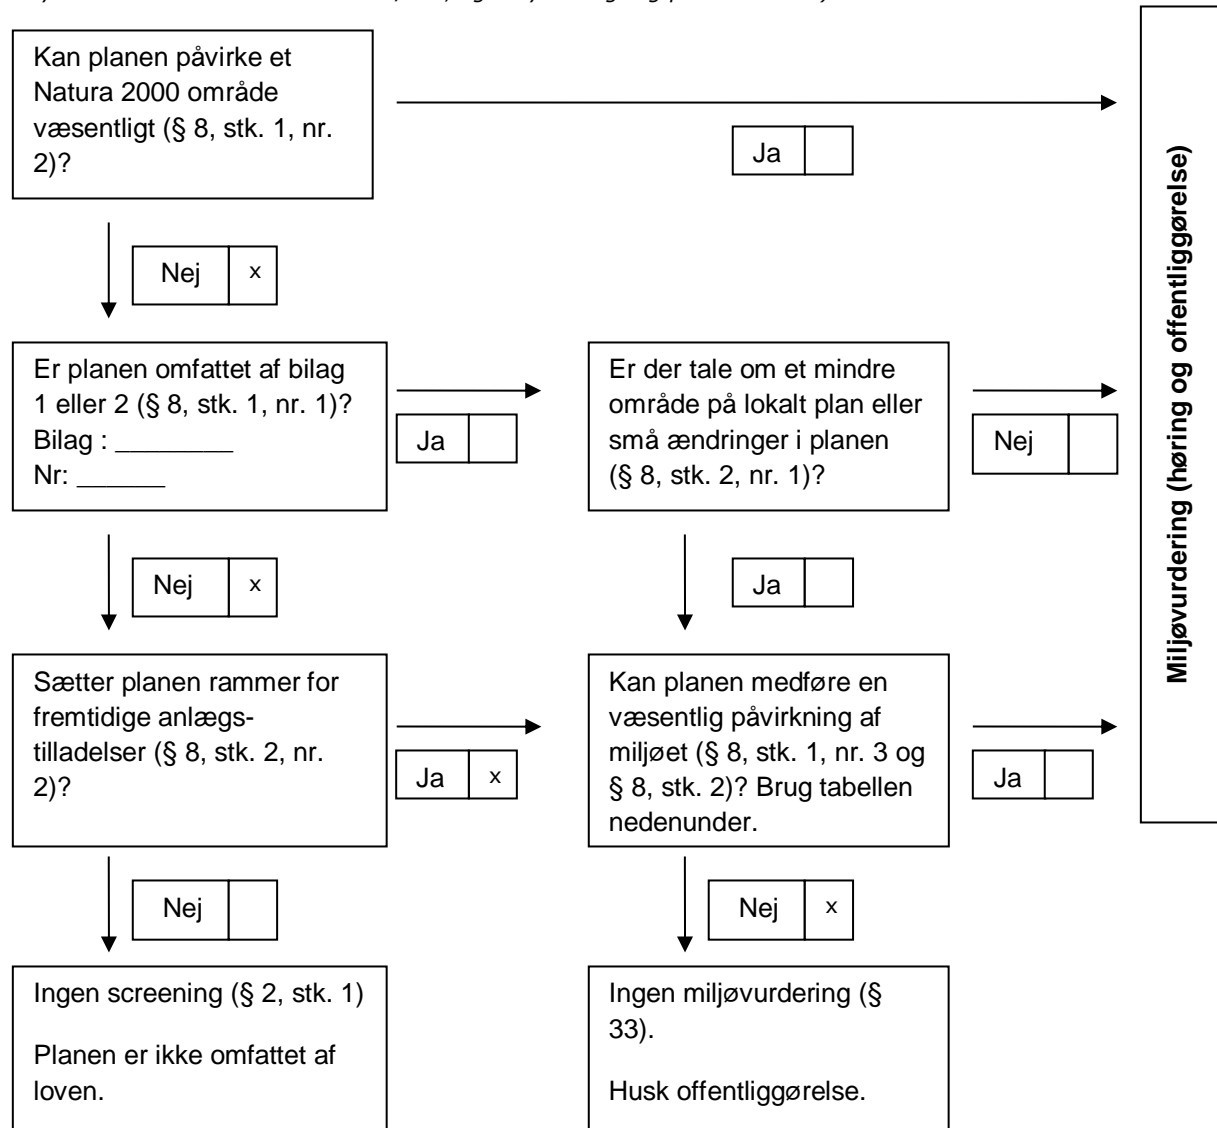 Kan planen påvirke et
Natura 2000 område
væsentligt (§ 8, stk. 1, nr.
2)?
Ja
Nej x
Er planen omfattet af bilag
1 eller 2 (§ 8, stk. 1, nr. 1)?
Bilag : ________
Nr: ______
Ja
Er der tale om et mindre
område på lokalt plan eller
små ændringer i planen
(§ 8, stk. 2, nr. 1)?
Nej
Nej x
Ja
Sætter planen rammer for
fremtidige anlægs-
tilladelser (§ 8, stk. 2, nr.
2)?
Ja x
Kan planen medføre en
væsentlig påvirkning af
miljøet (§ 8, stk. 1, nr. 3 og
§ 8, stk. 2)? Brug tabellen
nedenunder.
Ja
Nej
Nej x
Ingen screening (§ 2, stk. 1)
Planen er ikke omfattet af
loven.
Ingen miljøvurdering (§
33).
Husk offentliggørelse.
Miljøvurdering (høring og offentliggørelse)